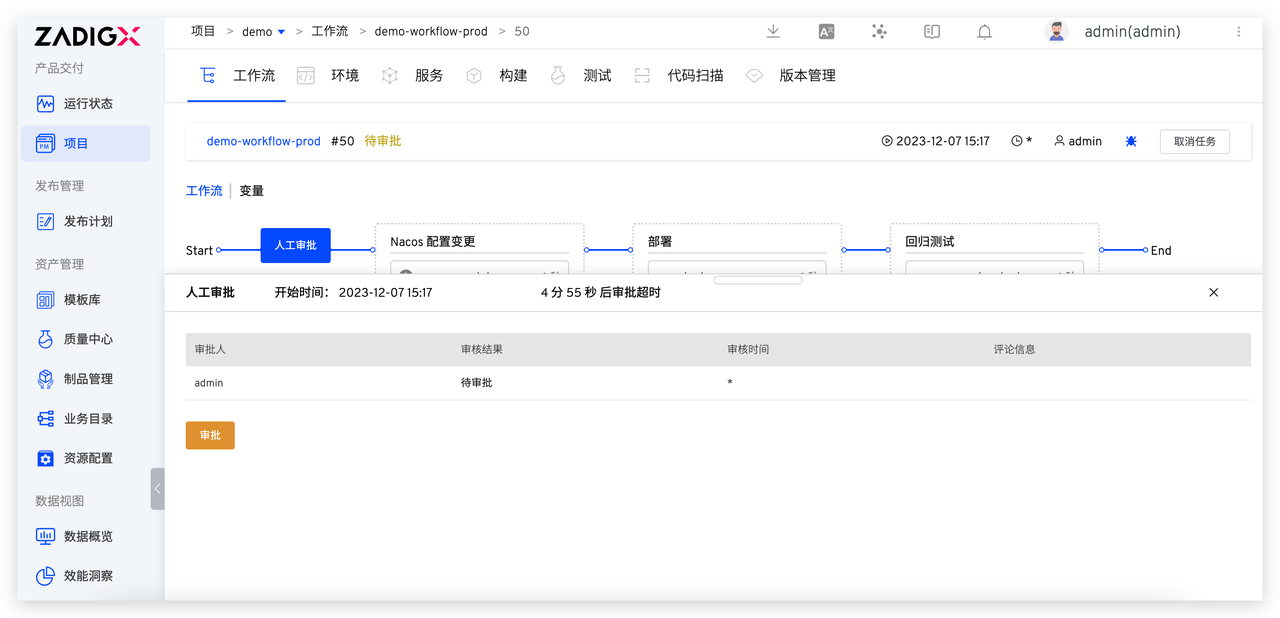 ZADIGX
项目 > demo > 工作流 > demo-workflow-prod > 50
admin(admin)
产品交付
运行状态
项目
发布管理
发布计划
资产管理
模板库
质量中心
制品管理
业务目录
资源配置
数据视图
数据概览
效能洞察
工作流 环境 服务 构建 测试 代码扫描 版本管理
demo-workflow-prod #50 待审批 2023-12-07 15:17 * admin 取消任务
工作流 | 变量
Start 人工审批 Nacos 配置变更 部署 回归测试 End
人工审批 开始时间: 2023-12-07 15:17 4 分 55 秒 后审批超时
审批人 审核结果 审核时间 评论信息
admin 待审批 *
审批